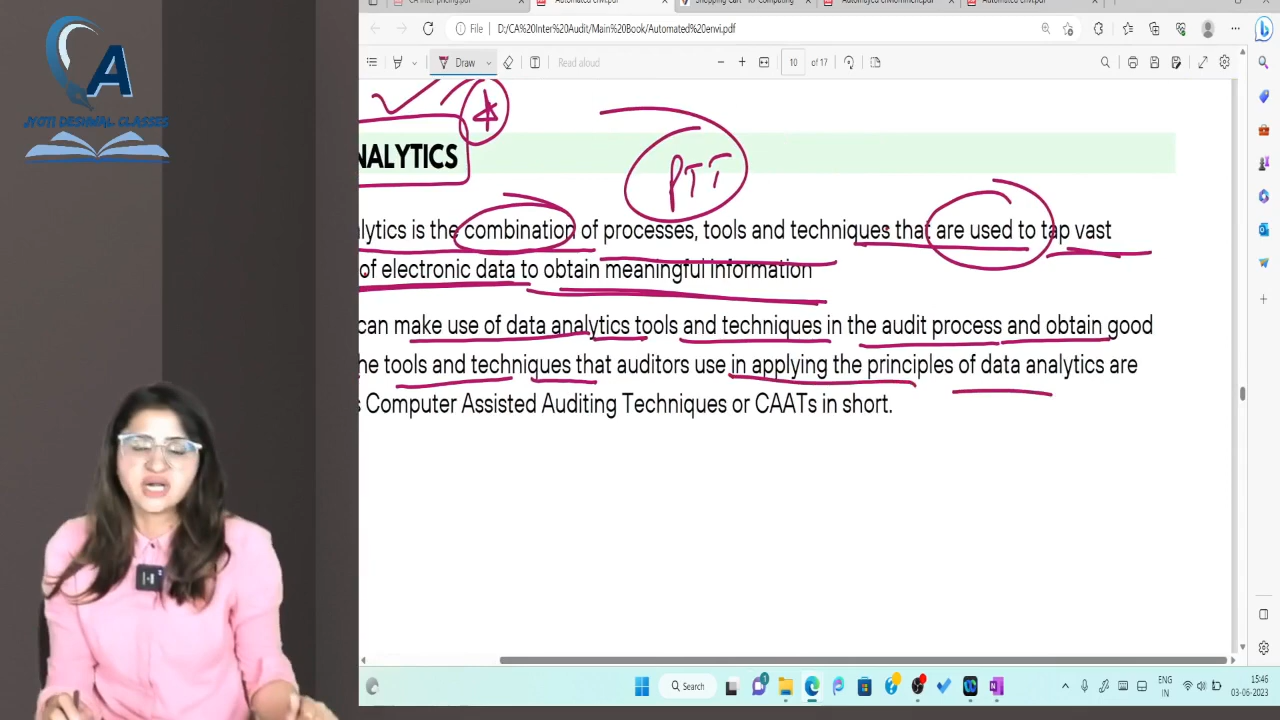 CA
JYOTI DESHWAL CLASSES
File
D:/CA%20Inter%20Audit/Main%20Book/Automated%20envi.pdf
Draw
Read aloud
10
of 17
NALYTICS
PTT
lytics is the combination of processes, tools and techniques that are used to tap vast
of electronic data to obtain meaningful information
can make use of data analytics tools and techniques in the audit process and obtain good
he tools and techniques that auditors use in applying the principles of data analytics are
s Computer Assisted Auditing Techniques or CAATs in short.
Search
ENG
IN
15:46
03-06-2023